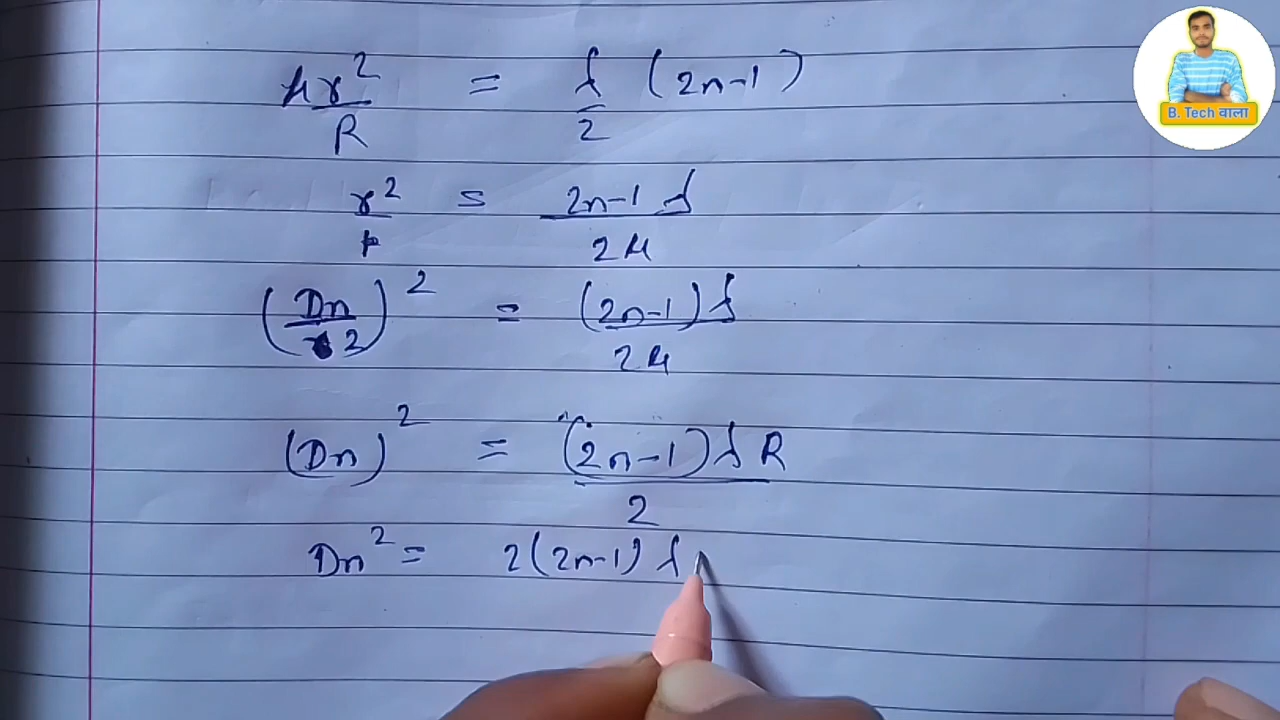 μr² / R = λ/2 (2n-1)
B. Tech वाला
r² / r = 2n-1 λ / 2μ
(Dn / 2)² = (2n-1) λ / 2μ
(Dn)² = (2n-1) λ R / 2
Dn² = 2(2n-1) λ